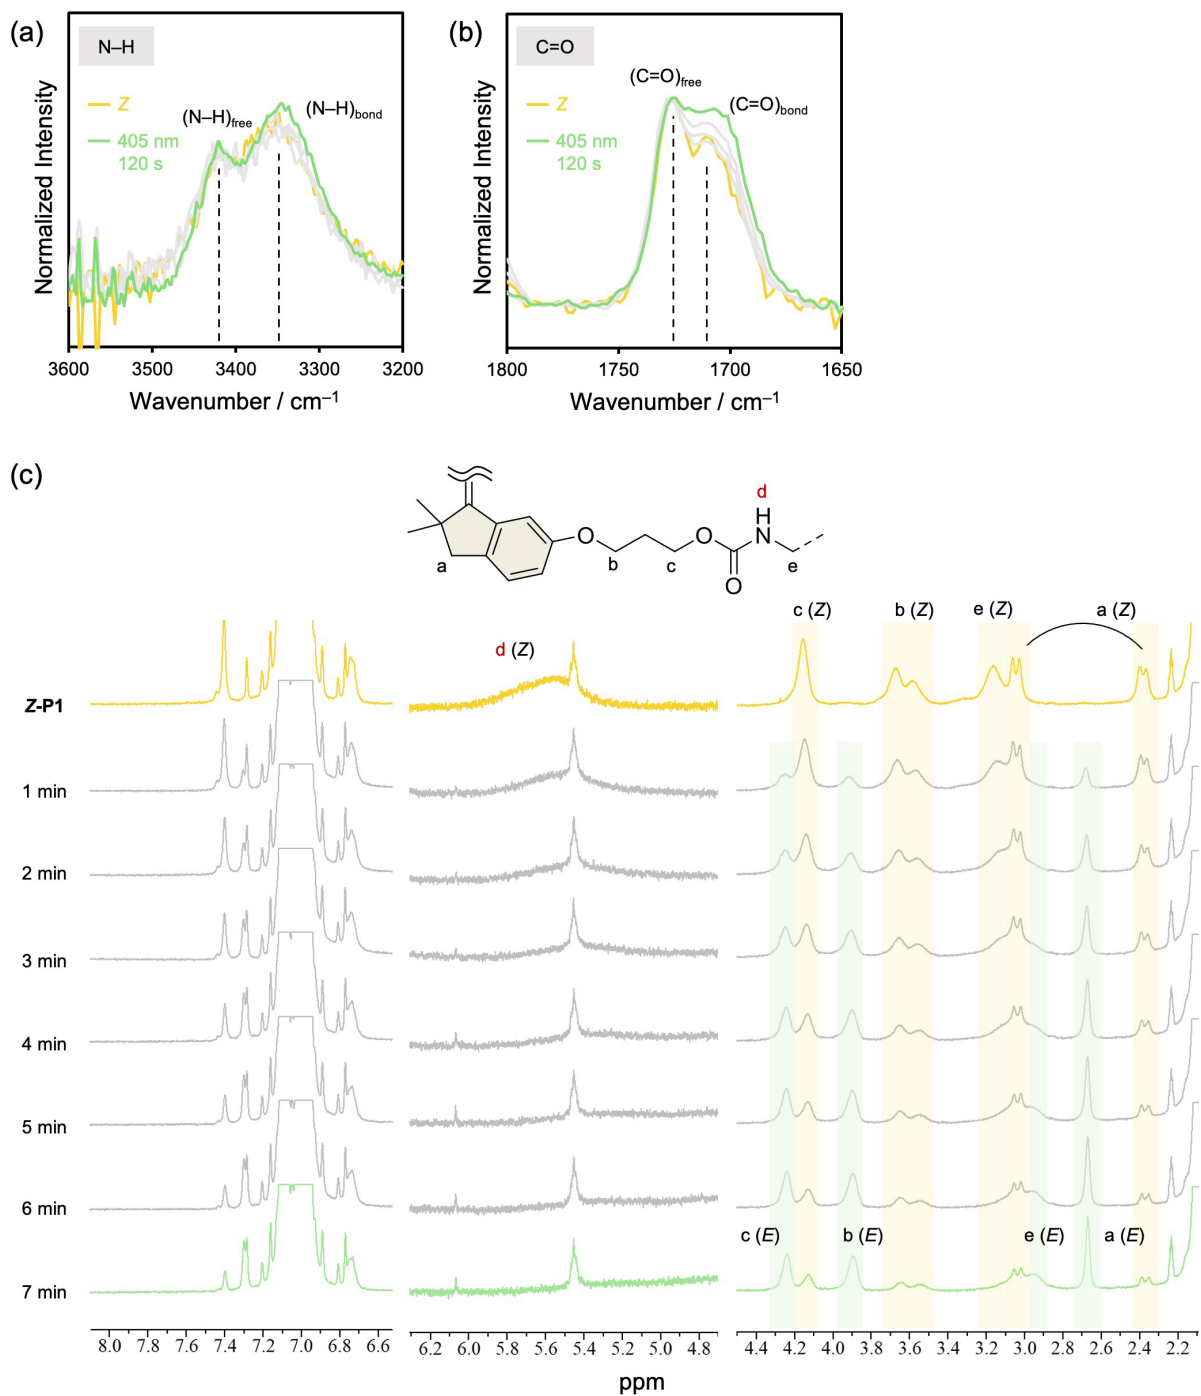 (a)
N–H
Z
405 nm
120 s
(N–H)free
(N–H)bond
Normalized Intensity
3600 3500 3400 3300 3200
Wavenumber / cm–1
(b)
C=O
Z
405 nm
120 s
(C=O)free
(C=O)bond
Normalized Intensity
1800 1750 1700 1650
Wavenumber / cm–1
(c)
d
H
N
O
O
O
a
b
c
e
c (Z) b (Z) e (Z) a (Z)
d (Z)
Z-P1
1 min
2 min
3 min
4 min
5 min
6 min
c (E) b (E) e (E) a (E)
7 min
8.0 7.8 7.6 7.4 7.2 7.0 6.8 6.6
6.2 6.0 5.8 5.6 5.4 5.2 5.0 4.8
4.4 4.2 4.0 3.8 3.6 3.4 3.2 3.0 2.8 2.6 2.4 2.2
ppm